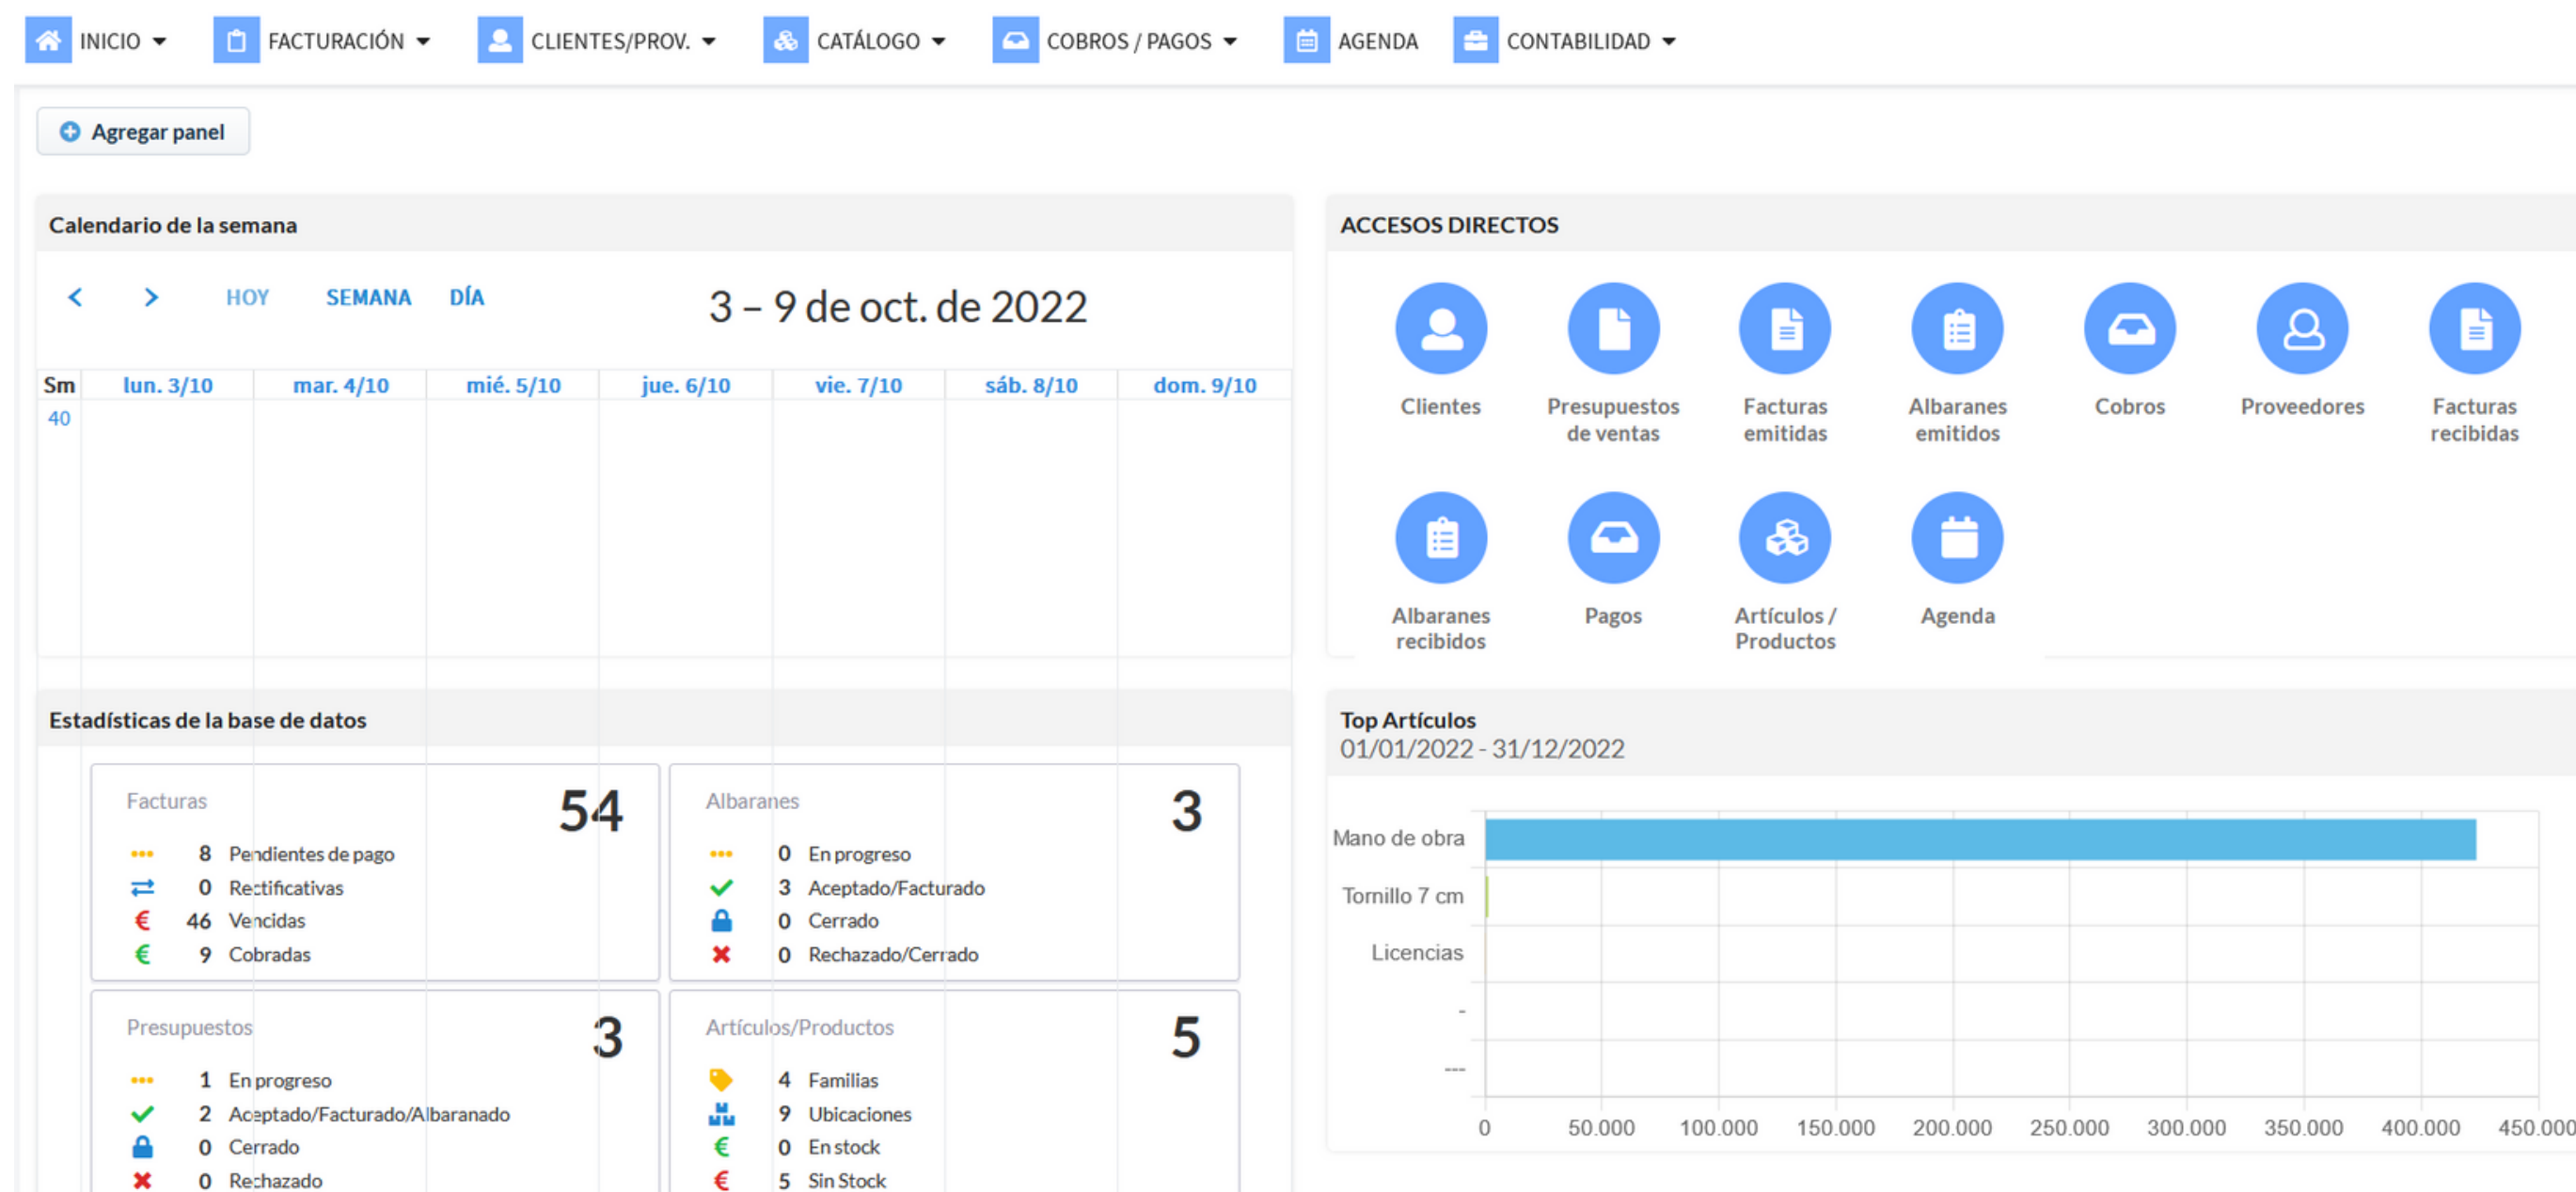 INICIO FACTURACIÓN CLIENTES/PROV. CATÁLOGO COBROS / PAGOS AGENDA CONTABILIDAD
Agregar panel
Calendario de la semana
HOY SEMANA DÍA 3 – 9 de oct. de 2022
Sm lun. 3/10 mar. 4/10 mié. 5/10 jue. 6/10 vie. 7/10 sáb. 8/10 dom. 9/10
40
ACCESOS DIRECTOS
Clientes
Presupuestos
de ventas
Facturas
emitidas
Albaranes
emitidos
Cobros
Proveedores
Facturas
recibidas
Albaranes
recibidos
Pagos
Artículos /
Productos
Agenda
Estadísticas de la base de datos
Facturas 54
8 Pendientes de pago
0 Rectificativas
€ 46 Vencidas
€ 9 Cobradas
Albaranes 3
0 En progreso
3 Aceptado/Facturado
0 Cerrado
0 Rechazado/Cerrado
Presupuestos 3
1 En progreso
2 Aceptado/Facturado/Albaranado
0 Cerrado
0 Rechazado
Artículos/Productos 5
4 Familias
9 Ubicaciones
€ 0 En stock
€ 5 Sin Stock
Top Artículos
01/01/2022 - 31/12/2022
Mano de obra
Tornillo 7 cm
Licencias
-
---
0 50.000 100.000 150.000 200.000 250.000 300.000 350.000 400.000 450.000